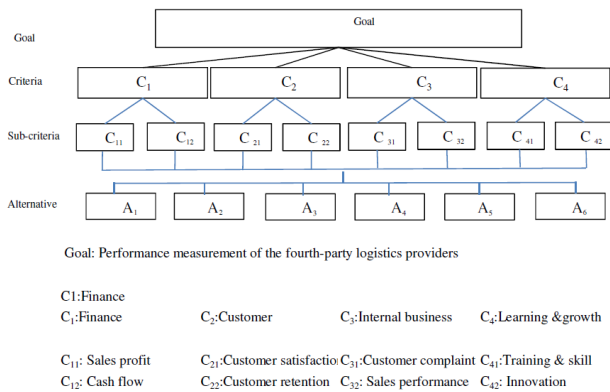 Goal
Goal
Criteria C₁ C₂ C₃ C₄
Sub-criteria C₁₁ C₁₂ C₂₁ C₂₂ C₃₁ C₃₂ C₄₁ C₄₂
Alternative A₁ A₂ A₃ A₄ A₅ A₆
Goal: Performance measurement of the fourth-party logistics providers
C1:Finance
C₁:Finance C₂:Customer C₃:Internal business C₄:Learning &growth
C₁₁: Sales profit C₂₁:Customer satisfactio C₃₁:Customer complaint C₄₁:Training & skill
C₁₂: Cash flow C₂₂:Customer retention C₃₂: Sales performance C₄₂: Innovation